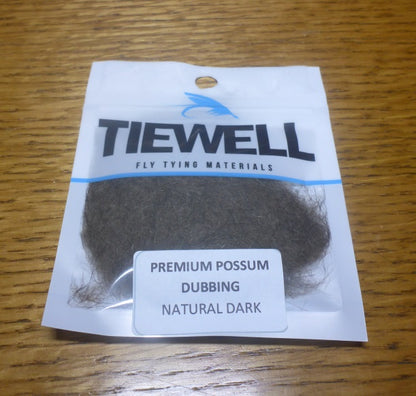 TIEWELL
FLY TYING MATERIALS
PREMIUM POSSUM
DUBBING
NATURAL DARK